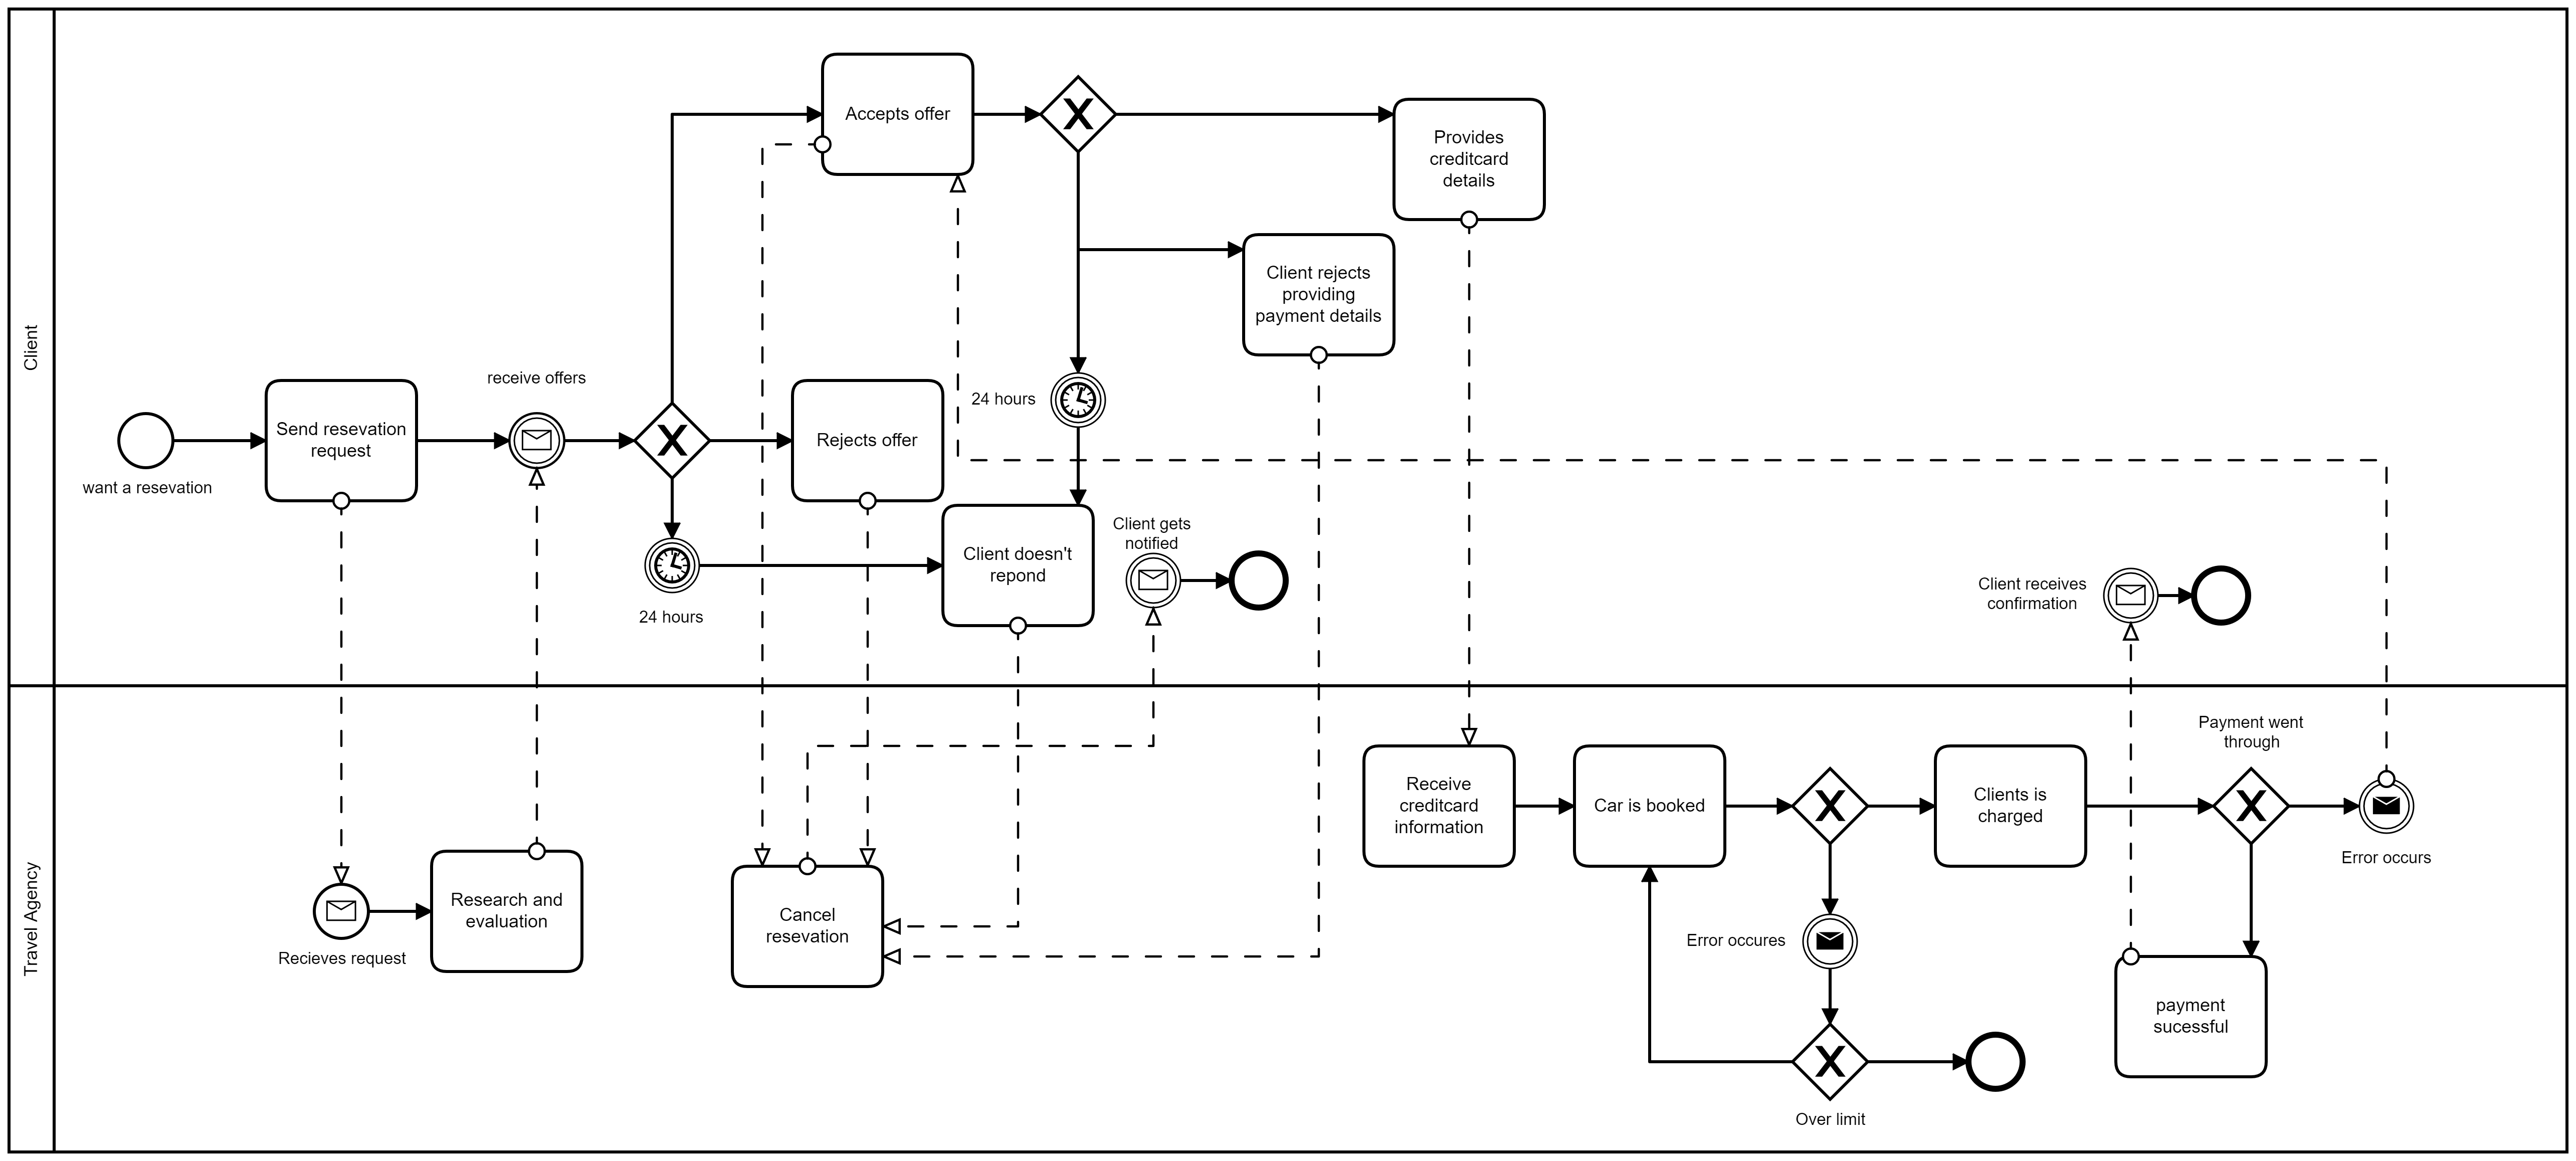 Client
Accepts offer
Provides
creditcard
details
Client rejects
providing
payment details
receive offers
24 hours
Send resevation
request
Rejects offer
want a resevation
Client gets
notified
Client doesn't
repond
Client receives
confirmation
24 hours
Travel Agency
Payment went
through
Receive
creditcard
information
Car is booked
Clients is
charged
Error occurs
Research and
evaluation
Cancel
resevation
Error occures
Recieves request
payment
sucessful
Over limit